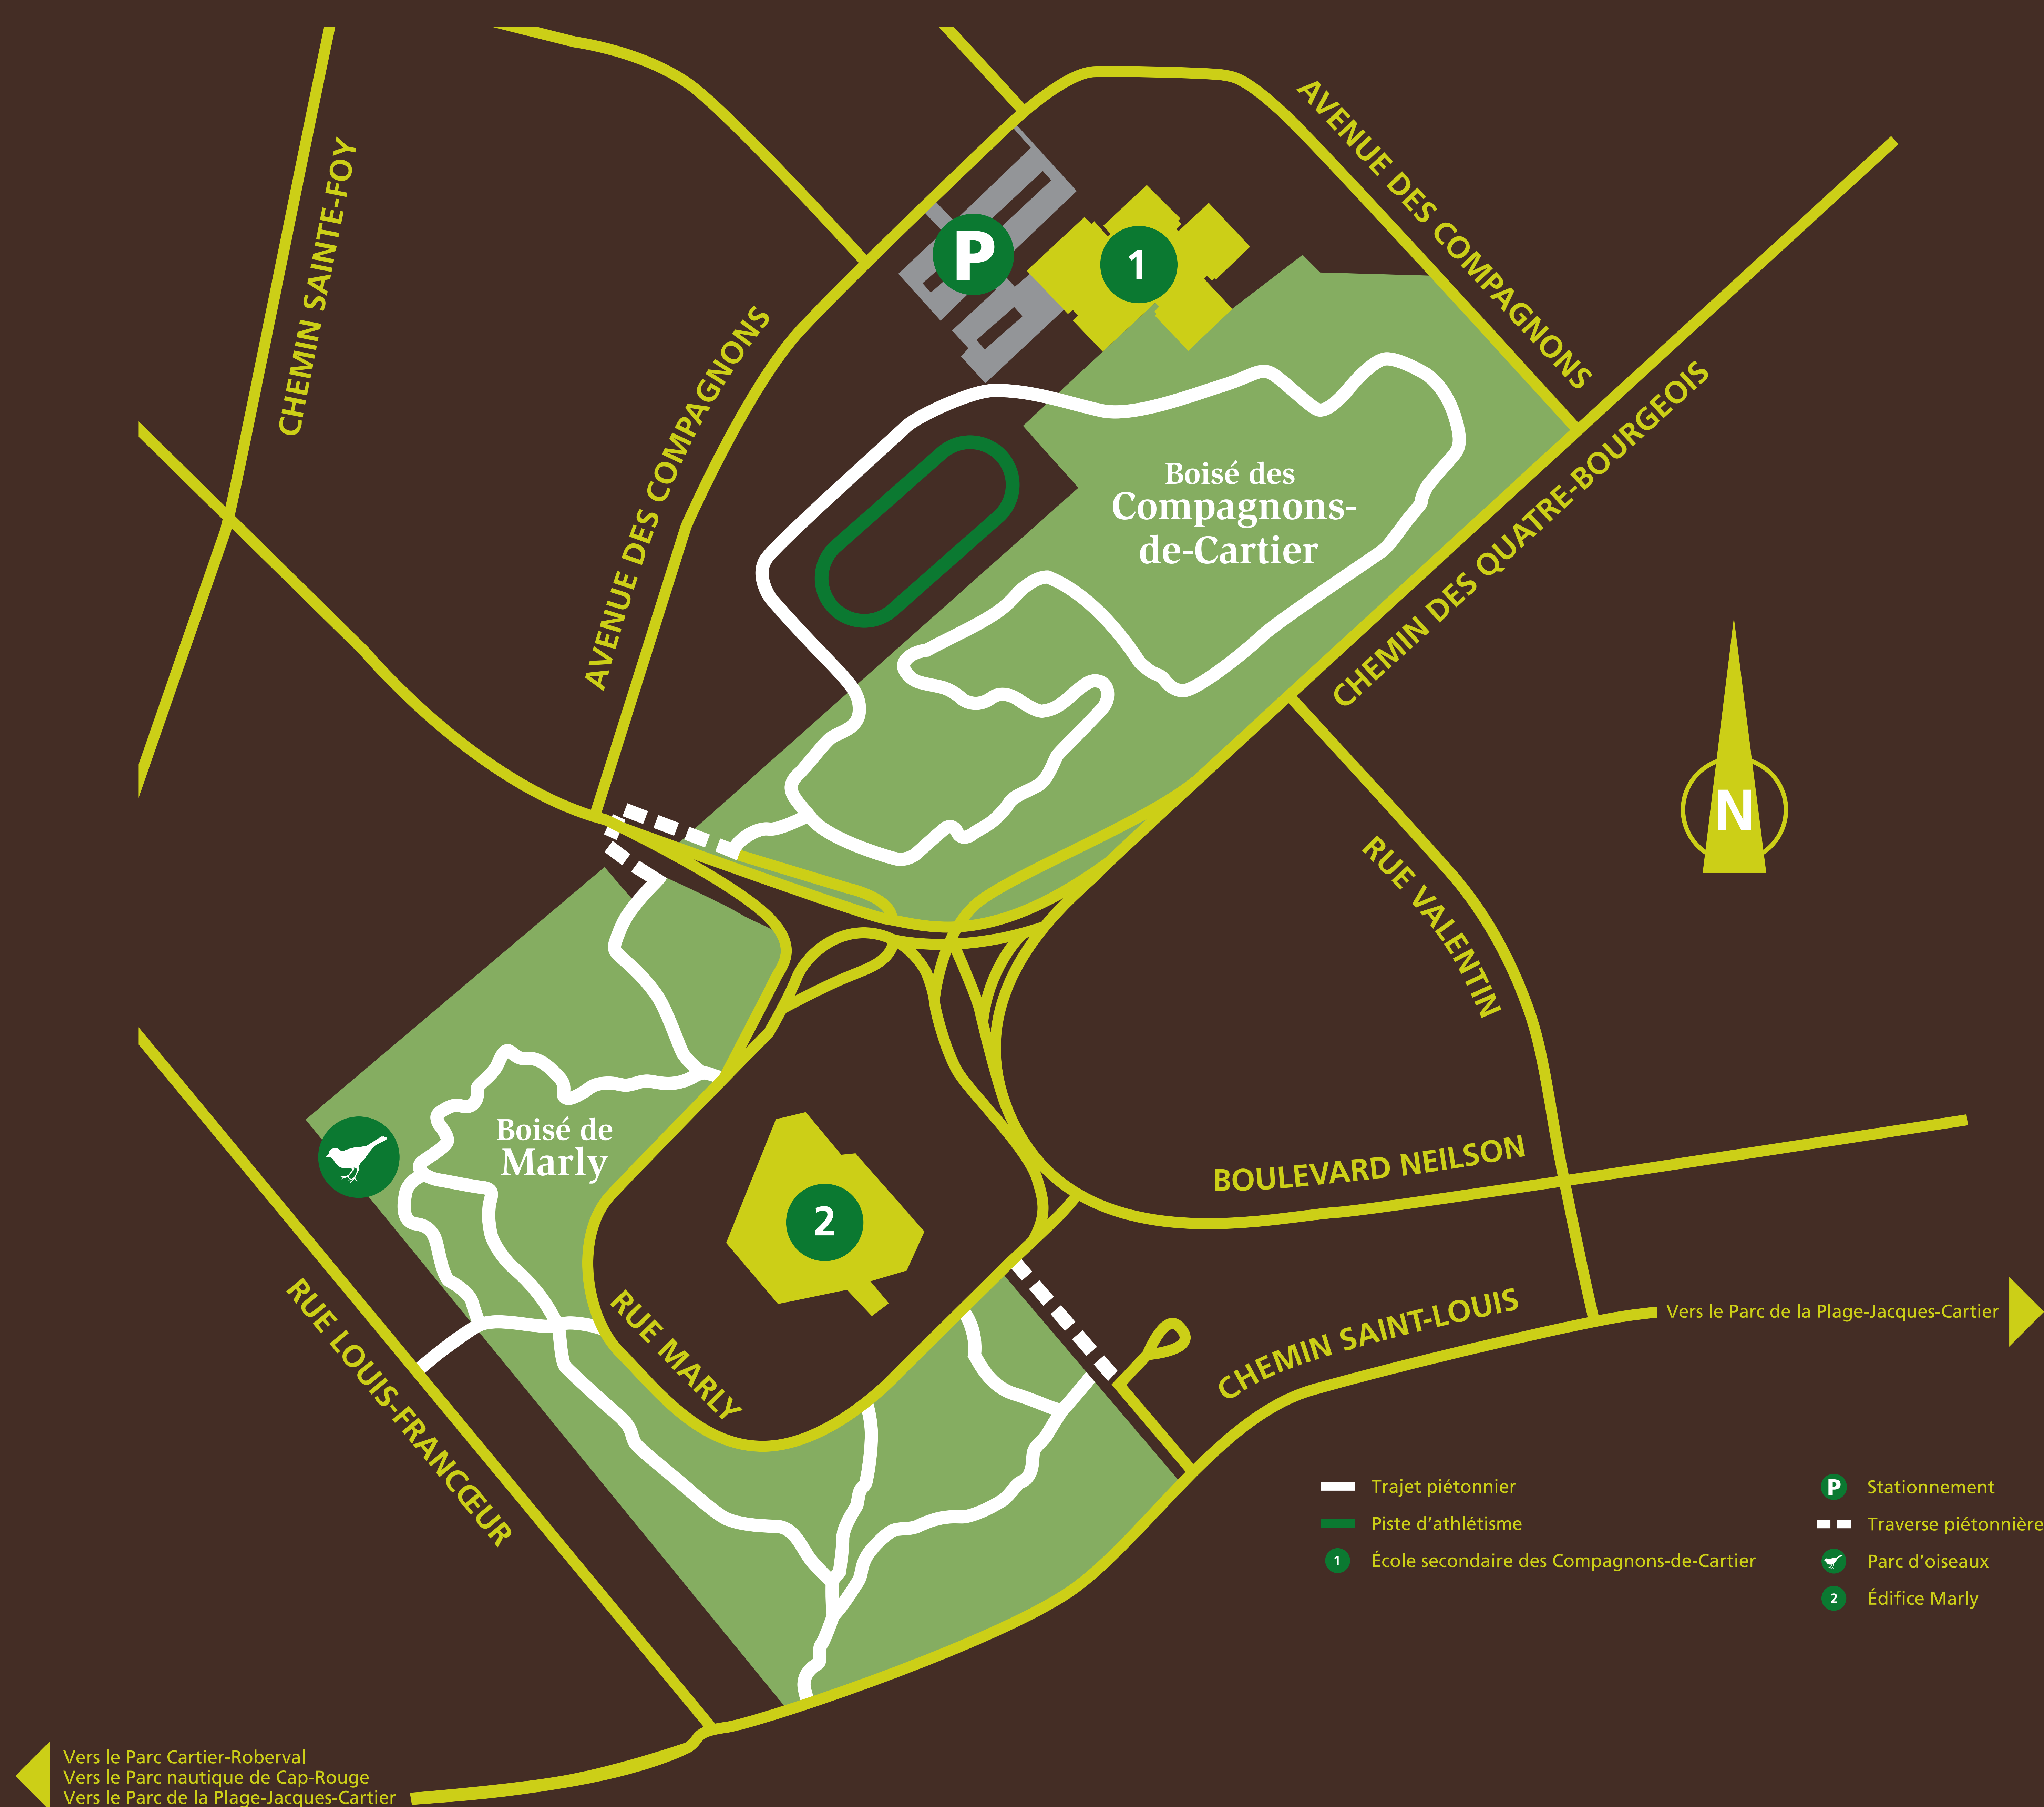 AVENUE DES COMPAGNONS
CHEMIN SAINTE-FOY
P
1
AVENUE DES COMPAGNONS
CHEMIN DES QUATRE-BOURGEOIS
Boisé des
Compagnons-
de-Cartier
N
RUE VALENTIN
Boisé de
Marly
BOULEVARD NEILSON
2
RUE MARLY
RUE LOUIS-FRANCŒUR
CHEMIN SAINT-LOUIS
Vers le Parc de la Plage-Jacques-Cartier
Trajet piétonnier
Piste d’athlétisme
1 École secondaire des Compagnons-de-Cartier
P Stationnement
Traverse piétonnière
Parc d’oiseaux
2 Édifice Marly
Vers le Parc Cartier-Roberval
Vers le Parc nautique de Cap-Rouge
Vers le Parc de la Plage-Jacques-Cartier